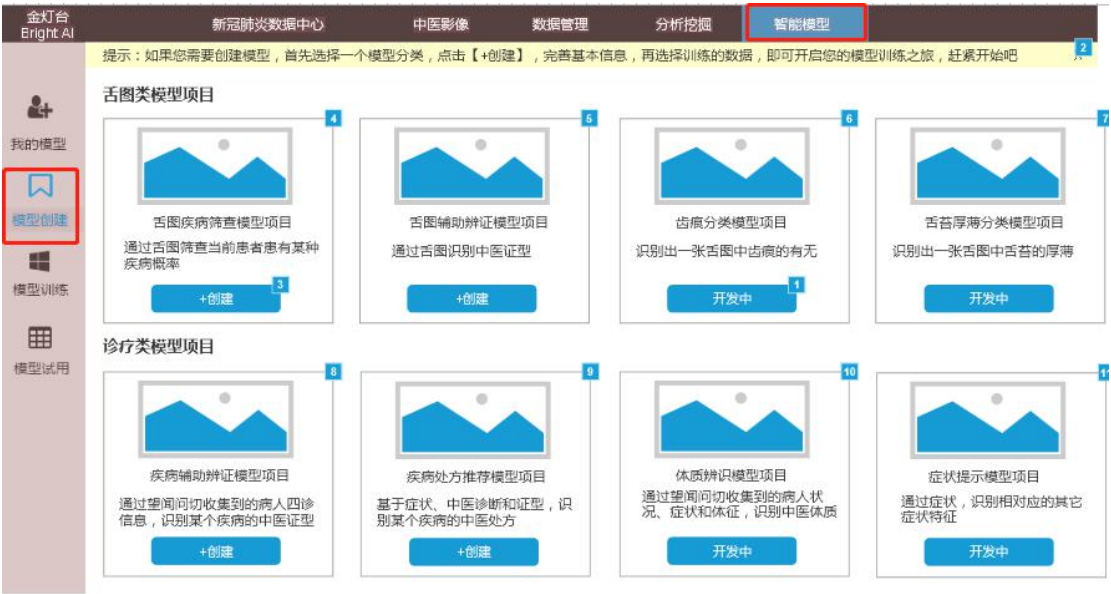 金灯台
Bright AI
新冠肺炎数据中心
中医影像
数据管理
分析挖掘
智能模型
提示：如果您需要创建模型，首先选择一个模型分类，点击【+创建】，完善基本信息，再选择训练的数据，即可开启您的模型训练之旅，赶紧开始吧
2
我的模型
模型创建
模型训练
模型试用
舌图类模型项目
4
5
6
7
舌图疾病筛查模型项目
舌图辅助辨证模型项目
齿痕分类模型项目
舌苔厚薄分类模型项目
通过舌图筛查当前患者患有某种
疾病概率
通过舌图识别中医证型
识别出一张舌图中齿痕的有无
识别出一张舌图中舌苔的厚薄
3
1
+创建
+创建
开发中
开发中
诊疗类模型项目
8
9
10
11
疾病辅助辨证模型项目
疾病处方推荐模型项目
体质辨识模型项目
症状提示模型项目
通过望闻问切收集到的病人四诊
信息，识别某个疾病的中医证型
基于症状、中医诊断和证型，识
别某个疾病的中医处方
通过望闻问切收集到的病人状
况、症状和体征，识别中医体质
通过症状，识别相对应的其它
症状特征
+创建
+创建
开发中
开发中